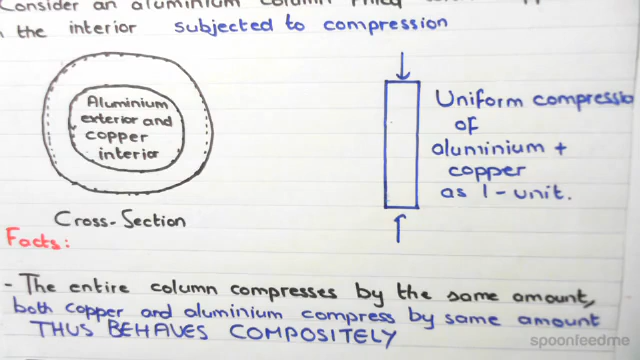 Consider an aluminium column
the interior subjected to compression
Aluminium
exterior and
copper
interior
Cross-Section
Uniform compressio
of
aluminium +
copper
as 1-unit.
Facts:
- The entire column compresses by the same amount,
both copper and aluminium compress by same amount
THUS BEHAVES COMPOSITELY
spoonfeedme